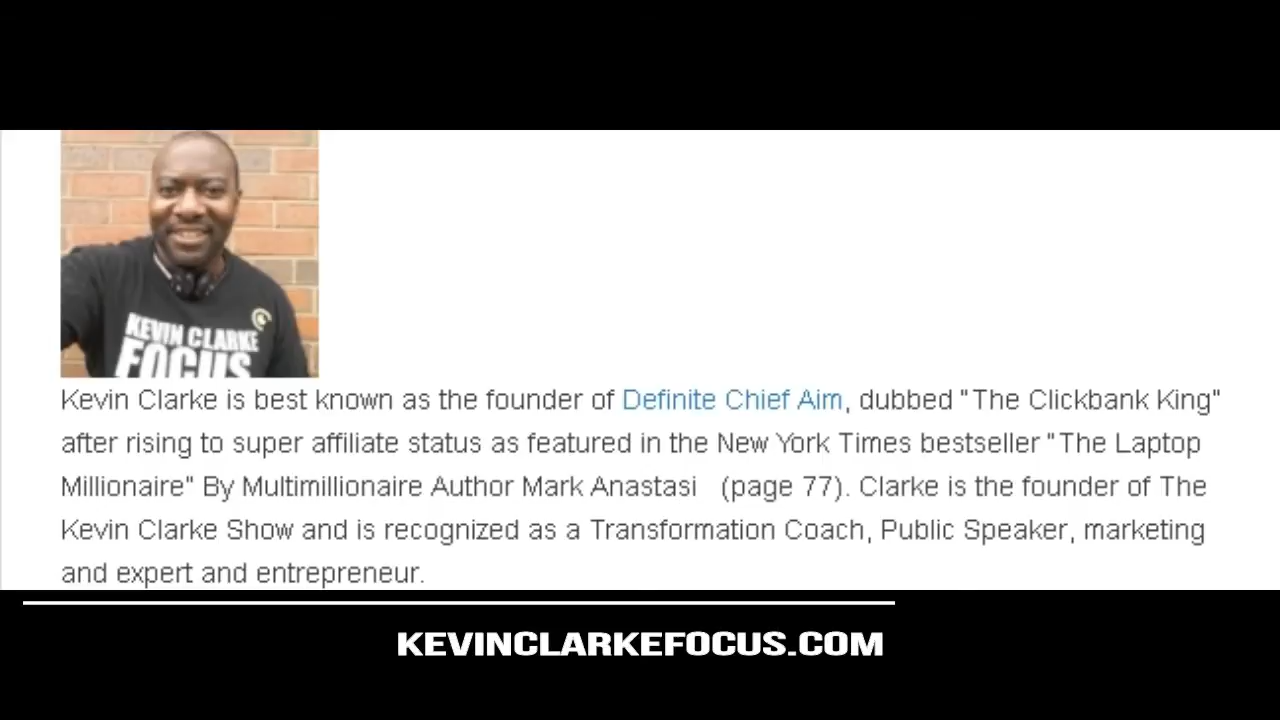 KEVIN CLARKE
FOCUS
Kevin Clarke is best known as the founder of Definite Chief Aim, dubbed "The Clickbank King"
after rising to super affiliate status as featured in the New York Times bestseller "The Laptop
Millionaire" By Multimillionaire Author Mark Anastasi (page 77). Clarke is the founder of The
Kevin Clarke Show and is recognized as a Transformation Coach, Public Speaker, marketing
and expert and entrepreneur.
KEVINCLARKEFOCUS.COM